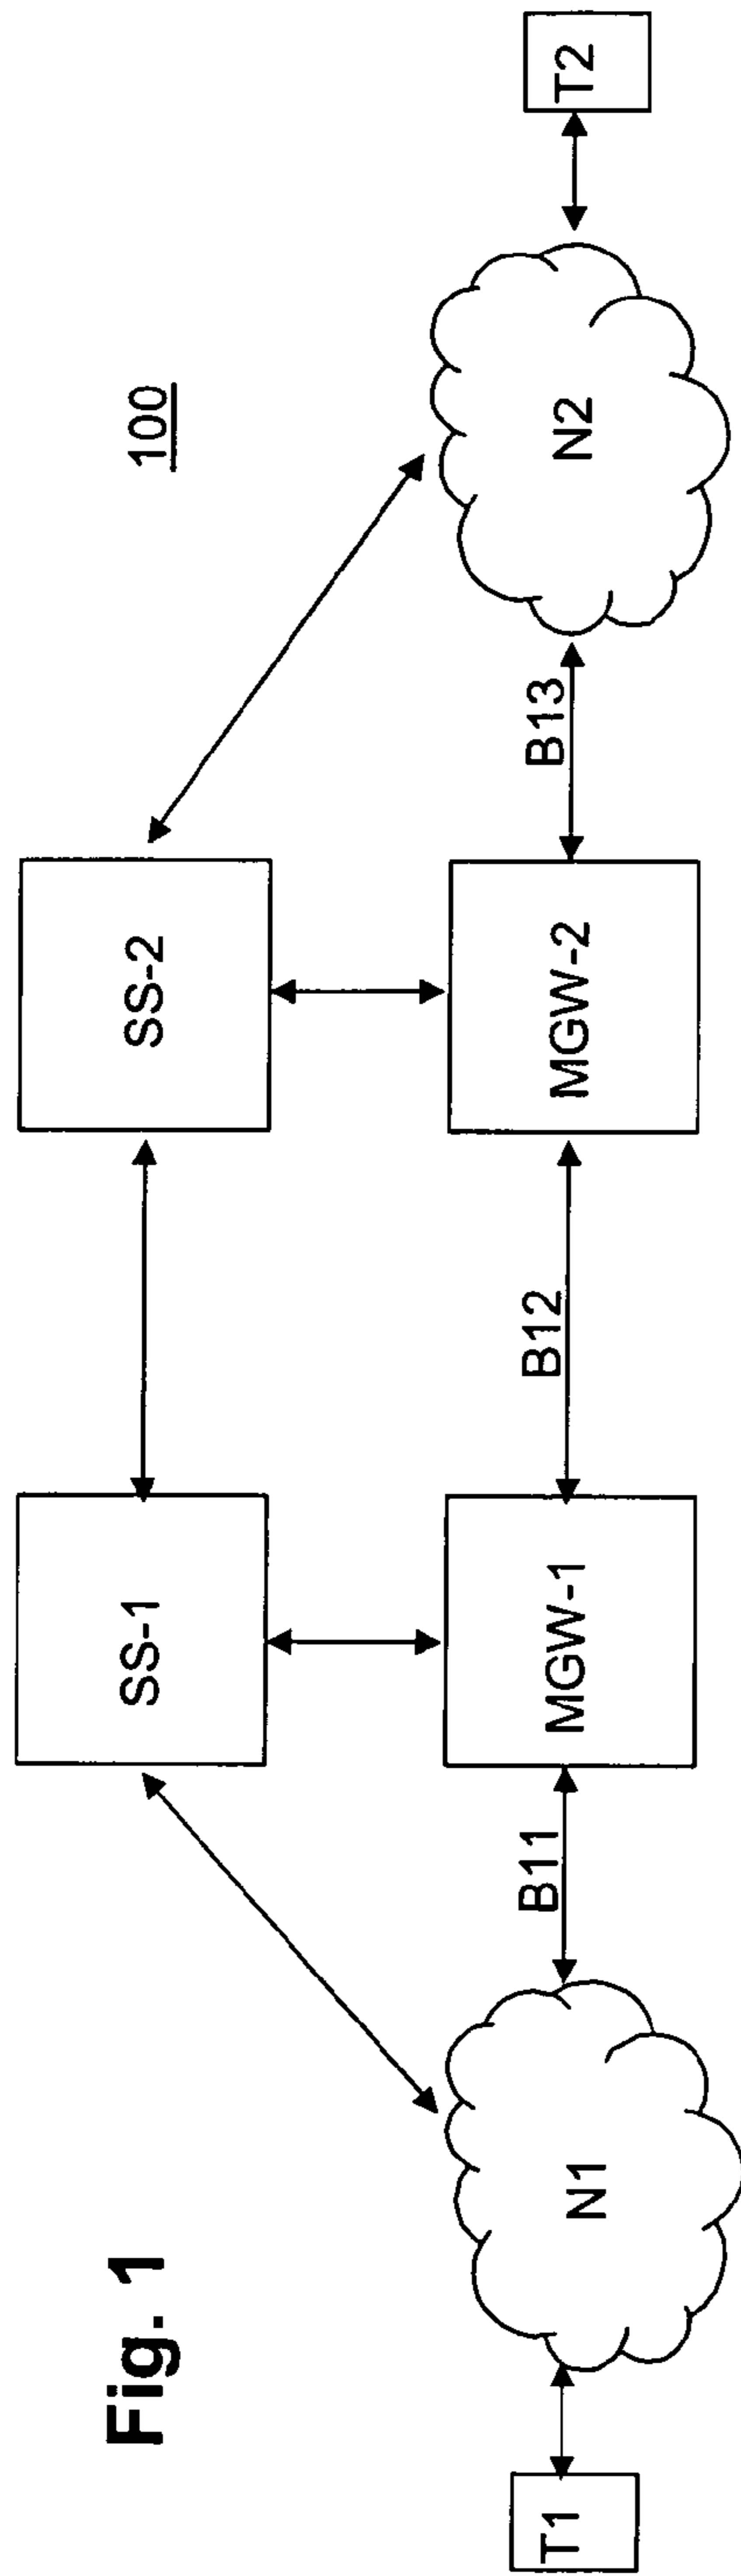 Fig. 1
100
SS-1
SS-2
T1
N1
B11
MGW-1
B12
MGW-2
B13
N2
T2